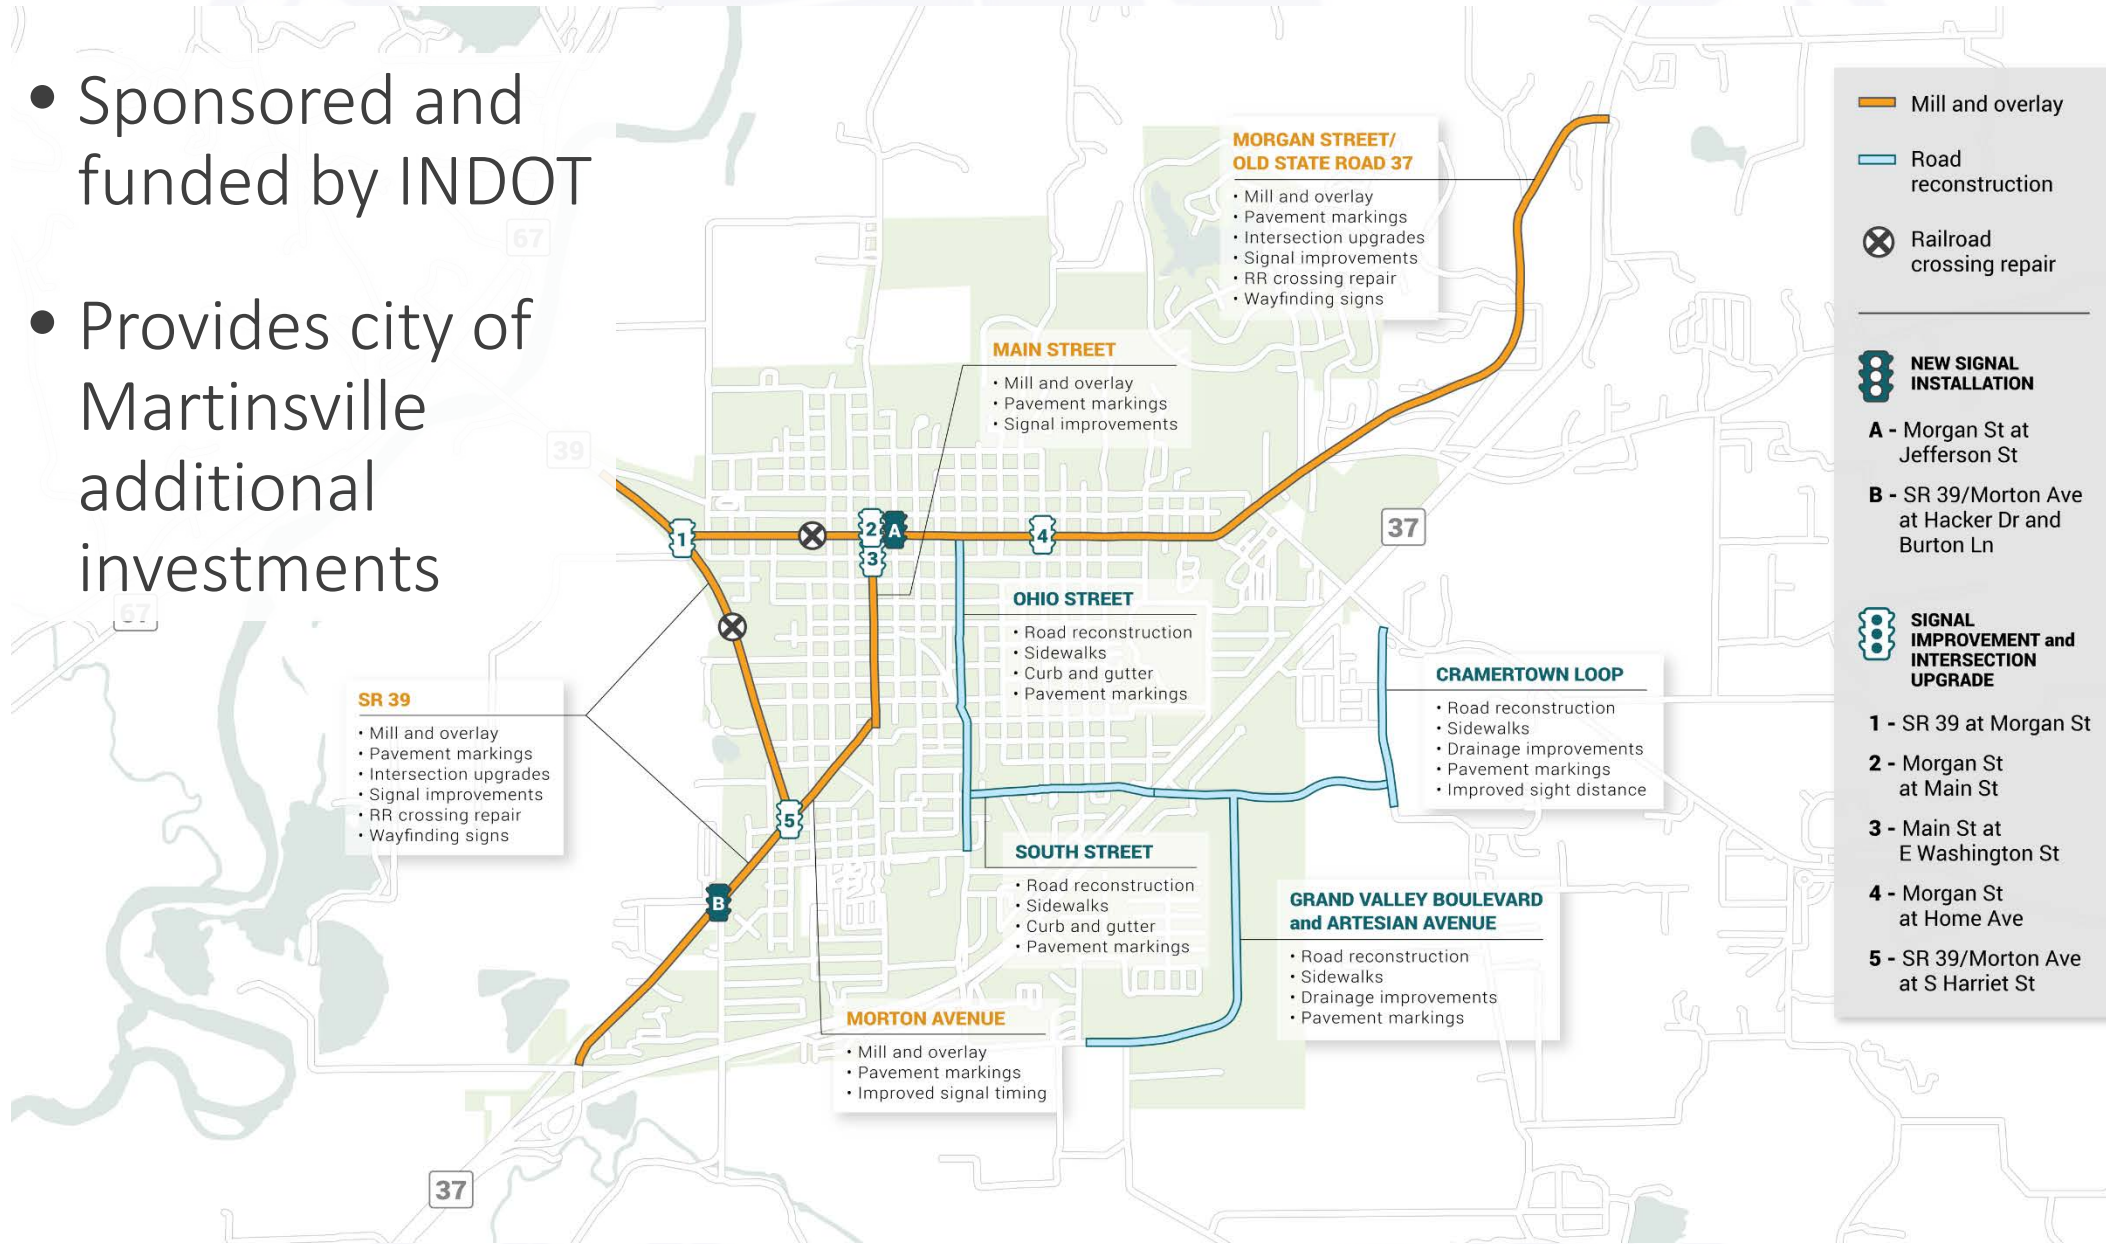 • Sponsored and
funded by INDOT
• Provides city of
Martinsville
additional
investments
67
39
67
MORGAN STREET/
OLD STATE ROAD 37
• Mill and overlay
• Pavement markings
• Intersection upgrades
• Signal improvements
• RR crossing repair
• Wayfinding signs
MAIN STREET
• Mill and overlay
• Pavement markings
• Signal improvements
1
2
A
3
4
37
OHIO STREET
• Road reconstruction
• Sidewalks
• Curb and gutter
• Pavement markings
CRAMERTOWN LOOP
• Road reconstruction
• Sidewalks
• Drainage improvements
• Pavement markings
• Improved sight distance
SR 39
• Mill and overlay
• Pavement markings
• Intersection upgrades
• Signal improvements
• RR crossing repair
• Wayfinding signs
5
B
SOUTH STREET
• Road reconstruction
• Sidewalks
• Curb and gutter
• Pavement markings
GRAND VALLEY BOULEVARD
and ARTESIAN AVENUE
• Road reconstruction
• Sidewalks
• Drainage improvements
• Pavement markings
MORTON AVENUE
• Mill and overlay
• Pavement markings
• Improved signal timing
37
Mill and overlay
Road
reconstruction
Railroad
crossing repair
NEW SIGNAL
INSTALLATION
A - Morgan St at
Jefferson St
B - SR 39/Morton Ave
at Hacker Dr and
Burton Ln
SIGNAL
IMPROVEMENT and
INTERSECTION
UPGRADE
1 - SR 39 at Morgan St
2 - Morgan St
at Main St
3 - Main St at
E Washington St
4 - Morgan St
at Home Ave
5 - SR 39/Morton Ave
at S Harriet St